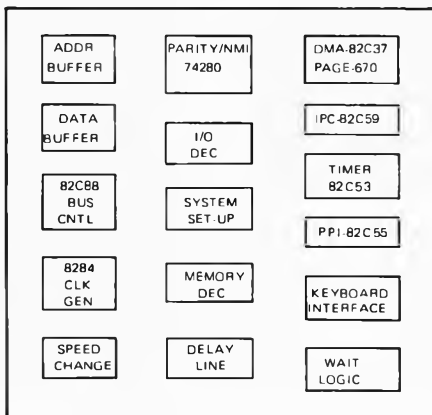 ADDR
BUFFER
DATA
BUFFER
82C88
BUS
CNTL
8284
CLK
GEN
SPEED
CHANGE
PARITY/NMI
74280
I/O
DEC
SYSTEM
SET-UP
MEMORY
DEC
DELAY
LINE
DMA-82C37
PAGE-670
IPC-82C59
TIMER
82C53
PPI-82C55
KEYBOARD
INTERFACE
WAIT
LOGIC